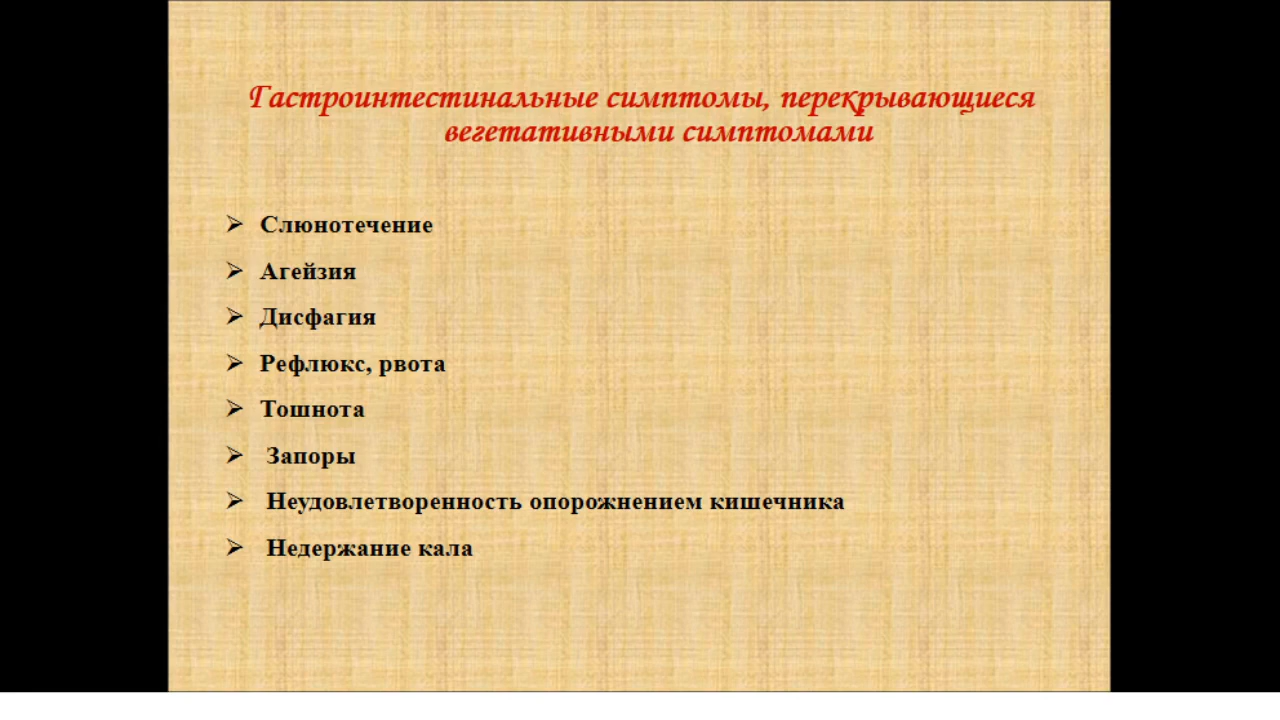 Гастроинтестинальные симптомы, перекрывающиеся
вегетативными симптомами
➢ Слюнотечение
➢ Агейзия
➢ Дисфагия
➢ Рефлюкс, рвота
➢ Тошнота
➢ Запоры
➢ Неудовлетворенность опорожнением кишечника
➢ Недержание кала